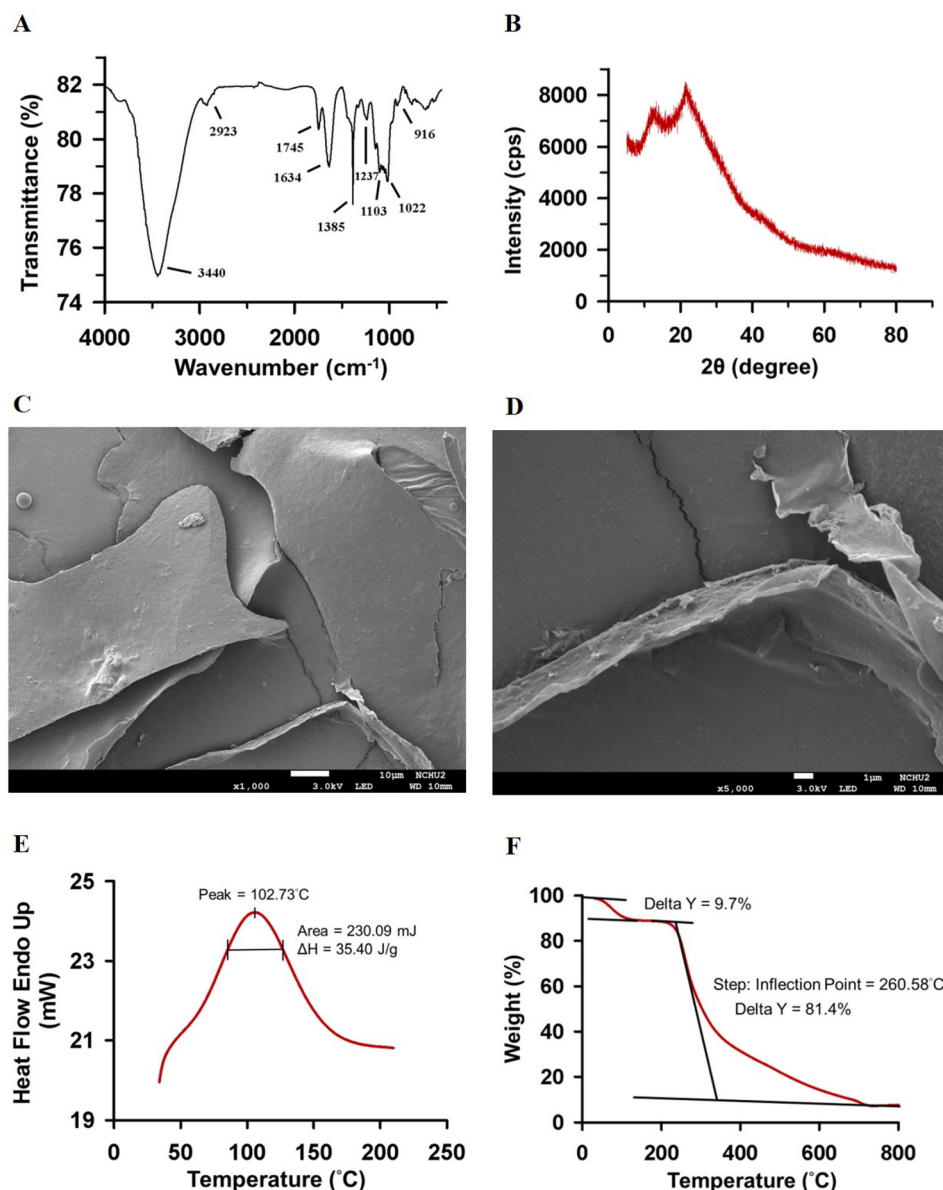 A
Transmittance (%)
82
80
78
76
74
2923
1745
1634
1385
1237
1103
1022
916
3440
4000 3000 2000 1000
Wavenumber (cm⁻¹)
B
Intensity (cps)
8000
6000
4000
2000
0
0 20 40 60 80
2θ (degree)
C
10μm NCHU2
x1,000 3.0kV LED WD 10mm
D
1μm NCHU2
x5,000 3.0kV LED WD 10mm
E
Heat Flow Endo Up
(mW)
25
23
21
19
Peak = 102.73°C
Area = 230.09 mJ
ΔH = 35.40 J/g
0 50 100 150 200 250
Temperature (°C)
F
Weight (%)
100
80
60
40
20
0
Delta Y = 9.7%
Step: Inflection Point = 260.58°C
Delta Y = 81.4%
0 200 400 600 800
Temperature (°C)